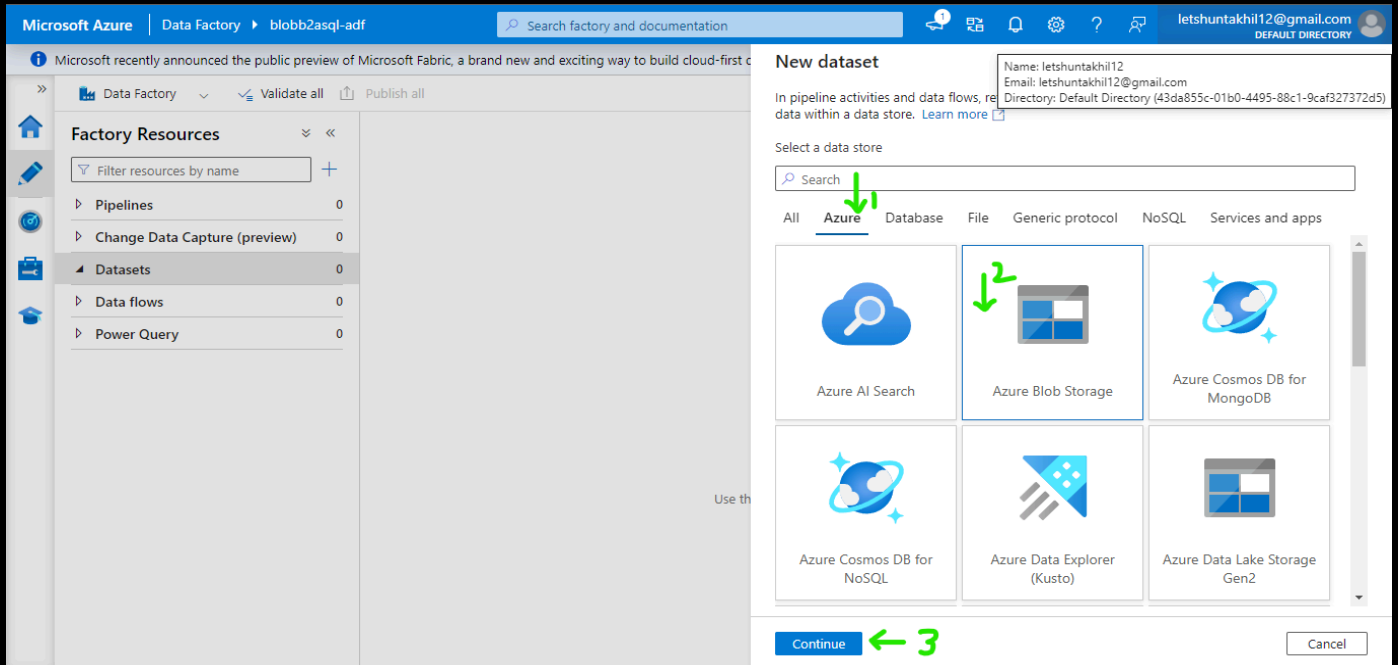 Microsoft Azure
Data Factory
blobb2asql-adf
Search factory and documentation
1
letshuntakhil12@gmail.com
DEFAULT DIRECTORY
Microsoft recently announced the public preview of Microsoft Fabric, a brand new and exciting way to build cloud-first d
Data Factory
Validate all
Publish all
Factory Resources
Filter resources by name
Pipelines 0
Change Data Capture (preview) 0
Datasets 0
Data flows 0
Power Query 0
Use th
New dataset
Name: letshuntakhil12
Email: letshuntakhil12@gmail.com
Directory: Default Directory (43da855c-01b0-4495-88c1-9caf327372d5)
In pipeline activities and data flows, re
data within a data store. Learn more
Select a data store
Search
1
All Azure Database File Generic protocol NoSQL Services and apps
2
Azure AI Search
Azure Blob Storage
Azure Cosmos DB for
MongoDB
Azure Cosmos DB for
NoSQL
Azure Data Explorer
(Kusto)
Azure Data Lake Storage
Gen2
Continue
3
Cancel